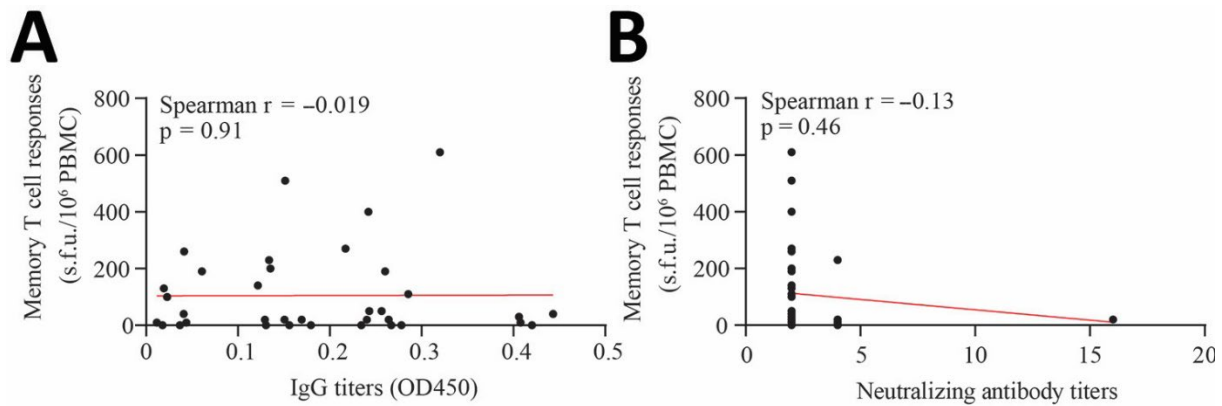 A
Memory T cell responses
(s.f.u./10⁶ PBMC)
800
600
400
200
0
Spearman r = −0.019
p = 0.91
0 0.1 0.2 0.3 0.4 0.5
IgG titers (OD450)
B
Memory T cell responses
(s.f.u./10⁶ PBMC)
800
600
400
200
0
Spearman r = −0.13
p = 0.46
0 5 10 15 20
Neutralizing antibody titers